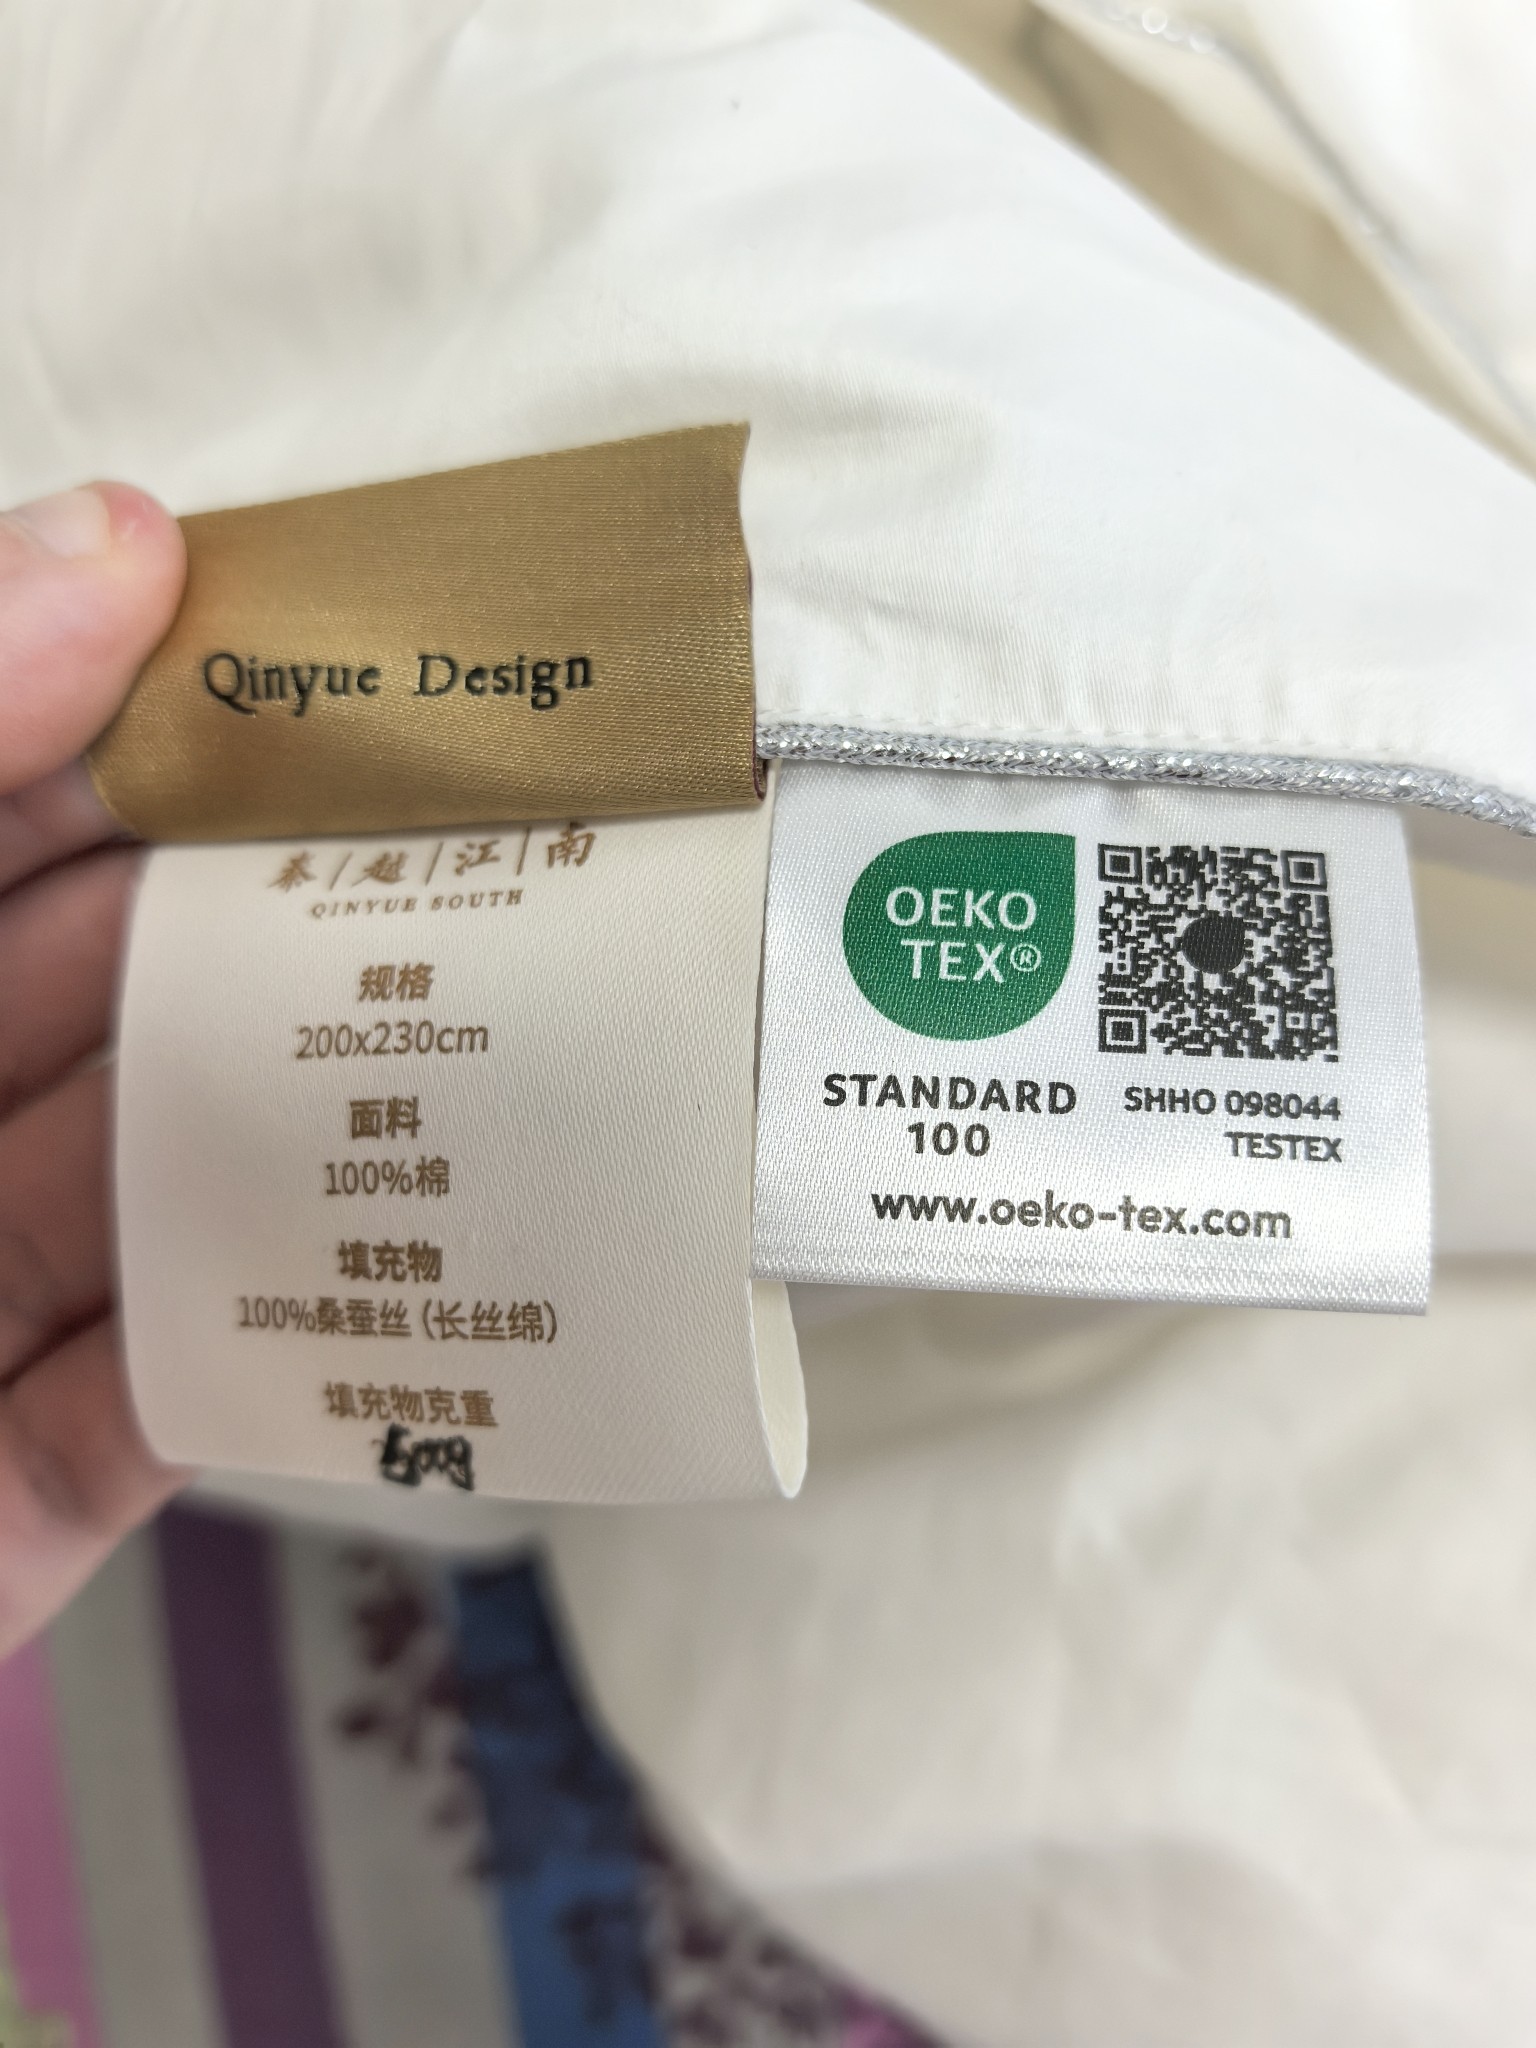 Qinyue Design
秦/越/江/南
QINYUE SOUTH
规格
200x230cm
面料
100%棉
填充物
100%桑蚕丝(长丝绵)
填充物克重
OEKO
TEX®
STANDARD
100
SHHO 098044
TESTEX
www.oeko-tex.com